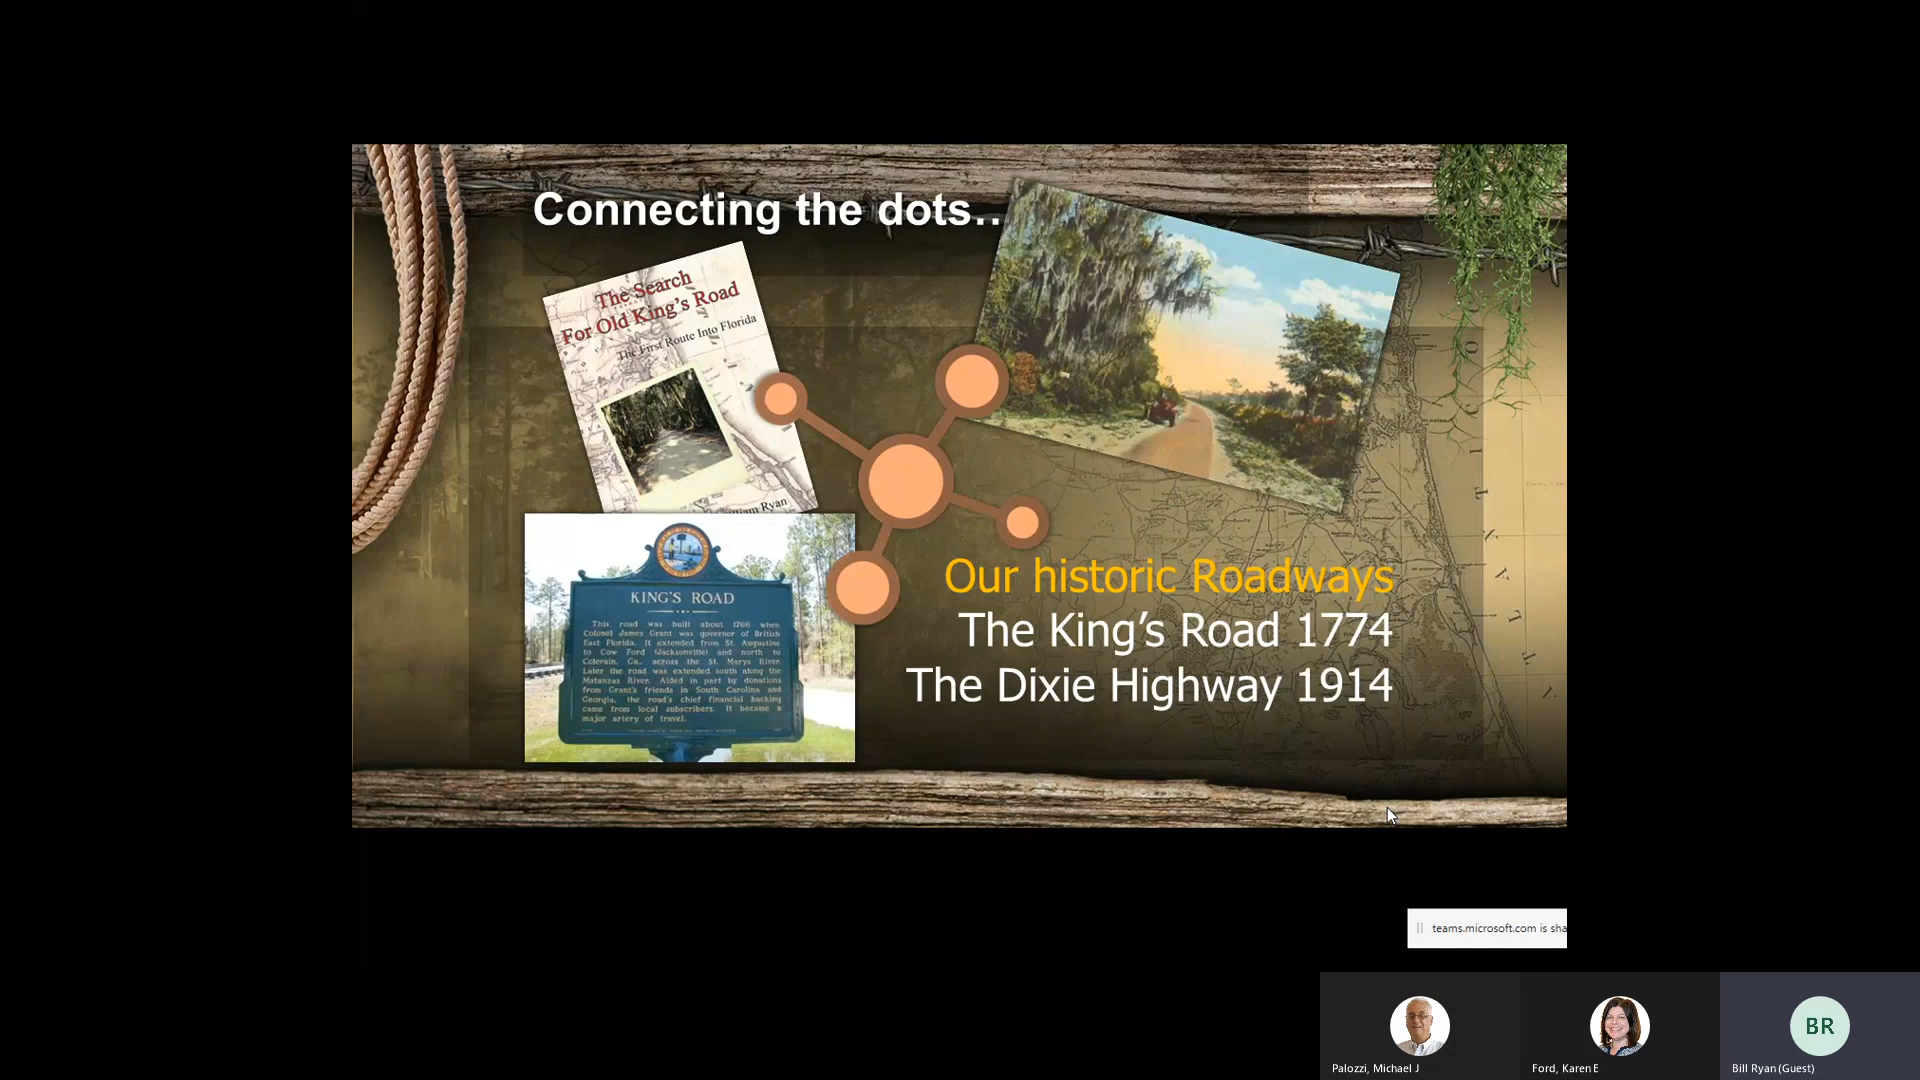 Connecting the dots..
The Search
For Old King's Road
The First Route Into Florida
Ryan
KING'S ROAD
This road was built about 1766 when
Colonel James Grant was governor of British
East Florida. It extended from St. Augustine
to Cow Ford (Jacksonville) and north to
Colerain, Ga., across the St. Marys River.
Later the road was extended south along the
Matanzas River. Aided in part by donations
from Grant's friends in South Carolina and
Georgia, the road's chief financial backing
came from local subscribers. It became a
major artery of travel.
Our historic Roadways
The King's Road 1774
The Dixie Highway 1914
teams.microsoft.com is sha
Palozzi, Michael J
Ford, Karen E
BR
Bill Ryan (Guest)